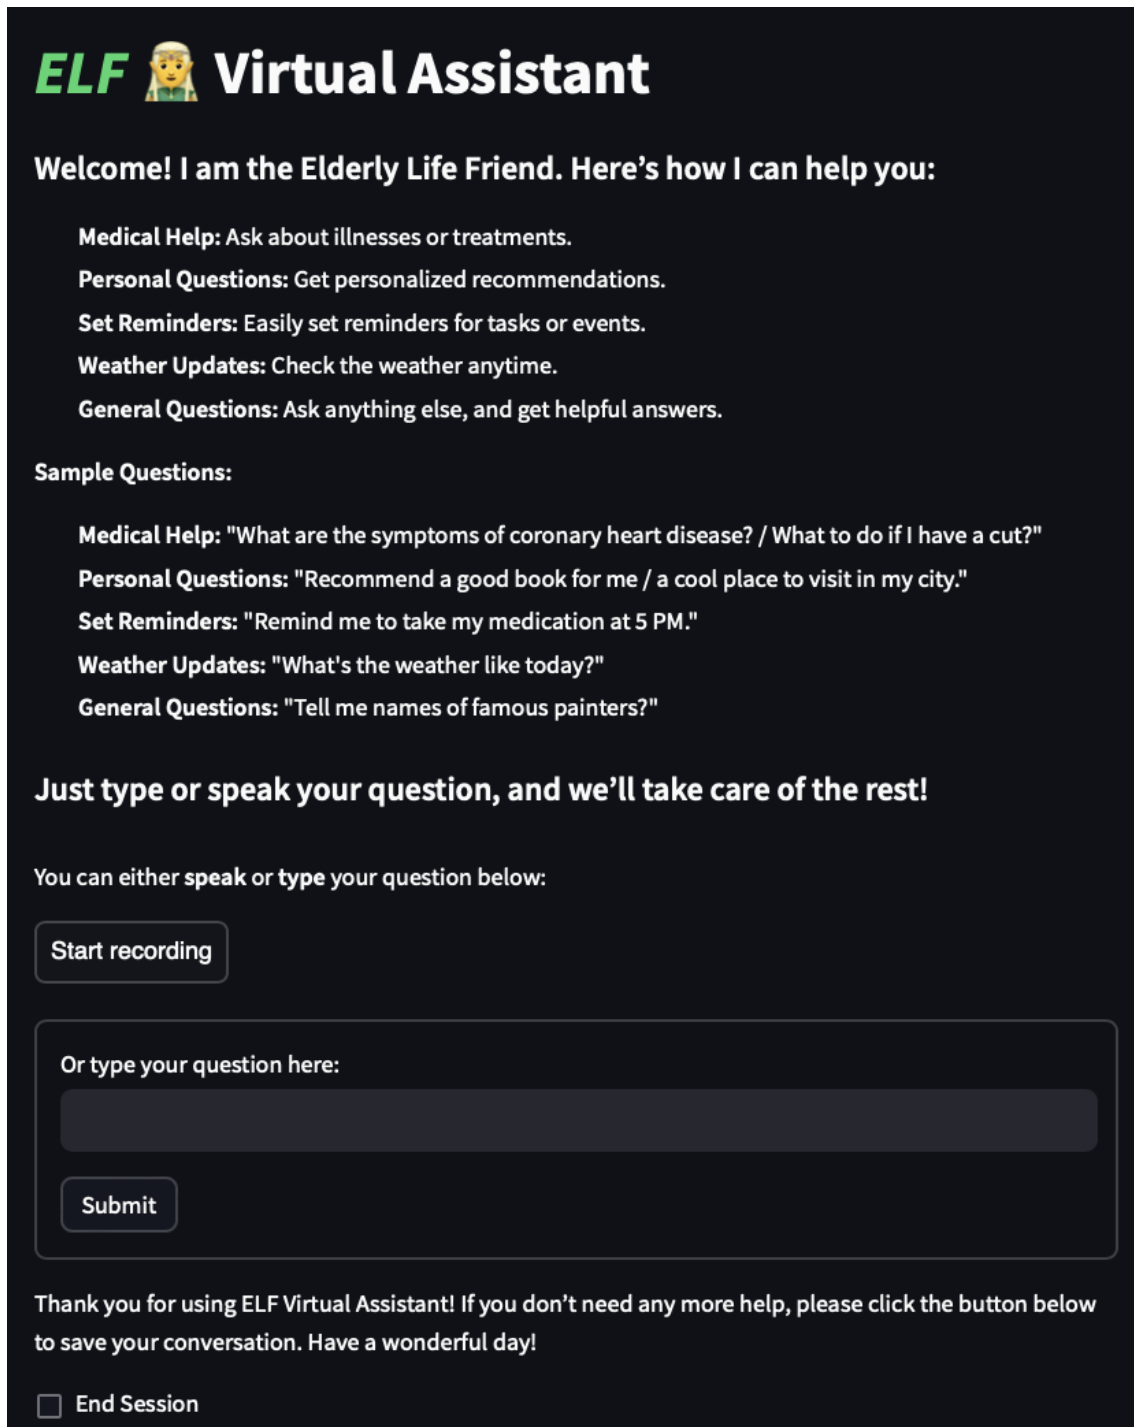 ELF Virtual Assistant
Welcome! I am the Elderly Life Friend. Here’s how I can help you:
Medical Help: Ask about illnesses or treatments.
Personal Questions: Get personalized recommendations.
Set Reminders: Easily set reminders for tasks or events.
Weather Updates: Check the weather anytime.
General Questions: Ask anything else, and get helpful answers.
Sample Questions:
Medical Help: "What are the symptoms of coronary heart disease? / What to do if I have a cut?"
Personal Questions: "Recommend a good book for me / a cool place to visit in my city."
Set Reminders: "Remind me to take my medication at 5 PM."
Weather Updates: "What's the weather like today?"
General Questions: "Tell me names of famous painters?"
Just type or speak your question, and we’ll take care of the rest!
You can either speak or type your question below:
Start recording
Or type your question here:
Submit
Thank you for using ELF Virtual Assistant! If you don’t need any more help, please click the button below
to save your conversation. Have a wonderful day!
End Session